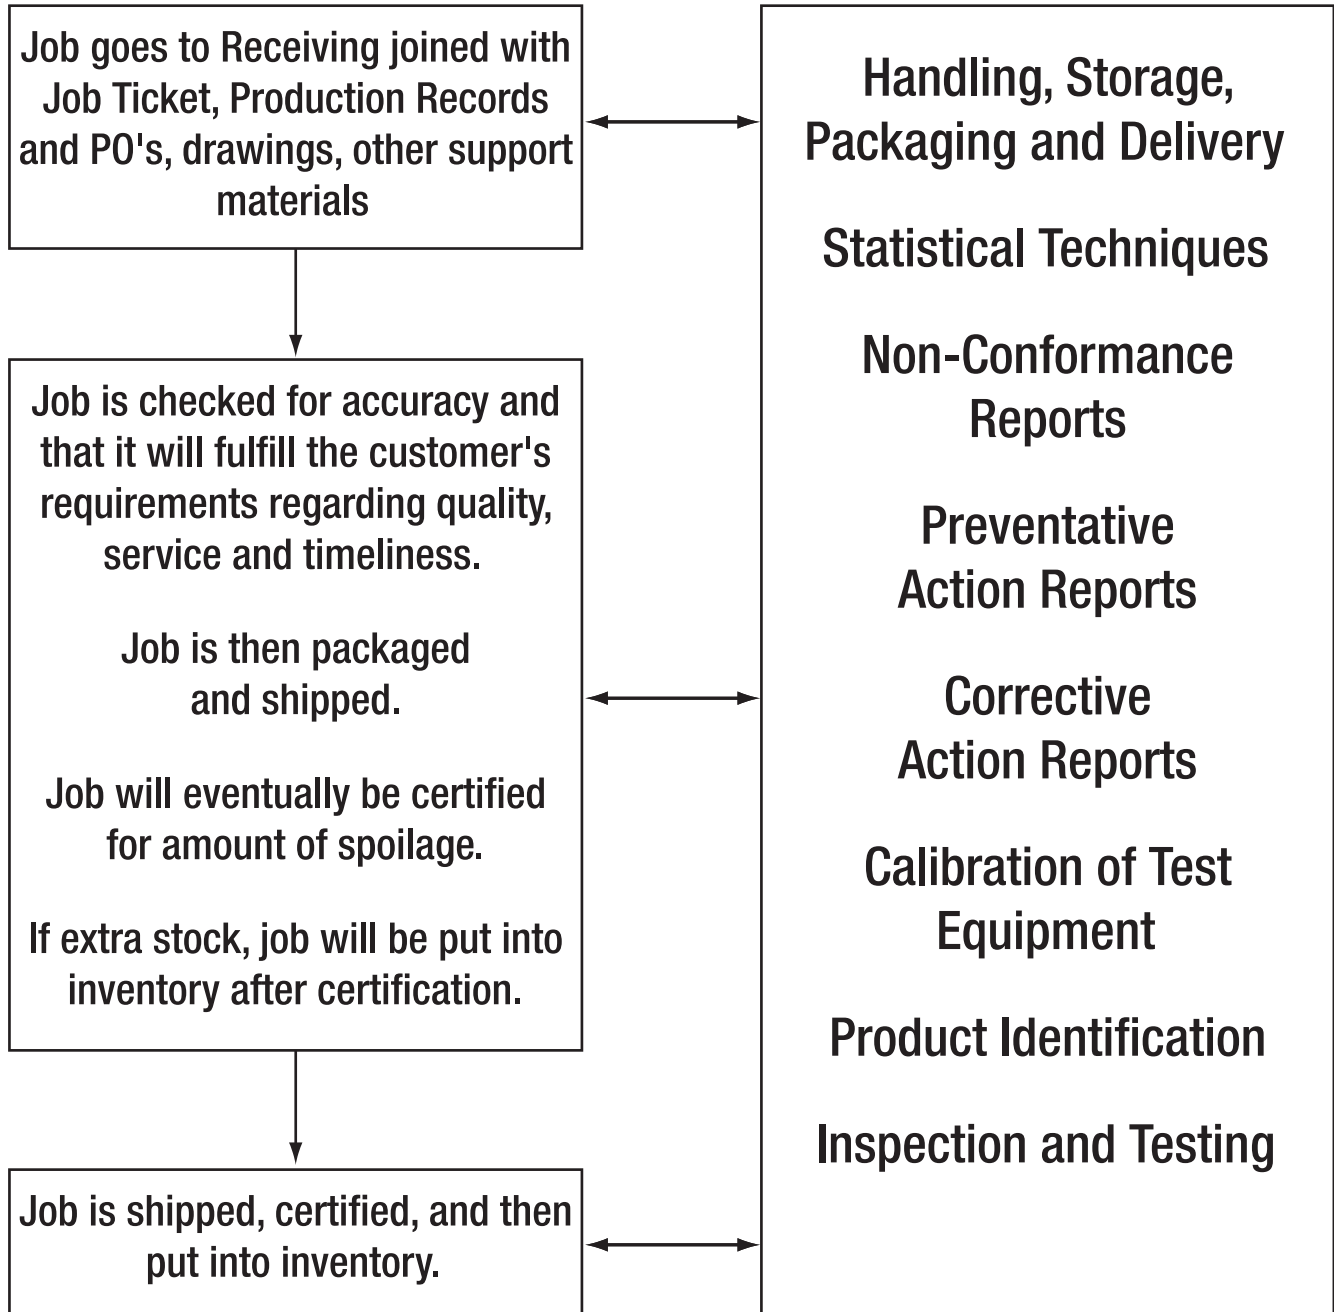 Job goes to Receiving joined with
Job Ticket, Production Records
and PO's, drawings, other support
materials
Job is checked for accuracy and
that it will fulfill the customer's
requirements regarding quality,
service and timeliness.
Job is then packaged
and shipped.
Job will eventually be certified
for amount of spoilage.
If extra stock, job will be put into
inventory after certification.
Job is shipped, certified, and then
put into inventory.
Handling, Storage,
Packaging and Delivery
Statistical Techniques
Non-Conformance
Reports
Preventative
Action Reports
Corrective
Action Reports
Calibration of Test
Equipment
Product Identification
Inspection and Testing